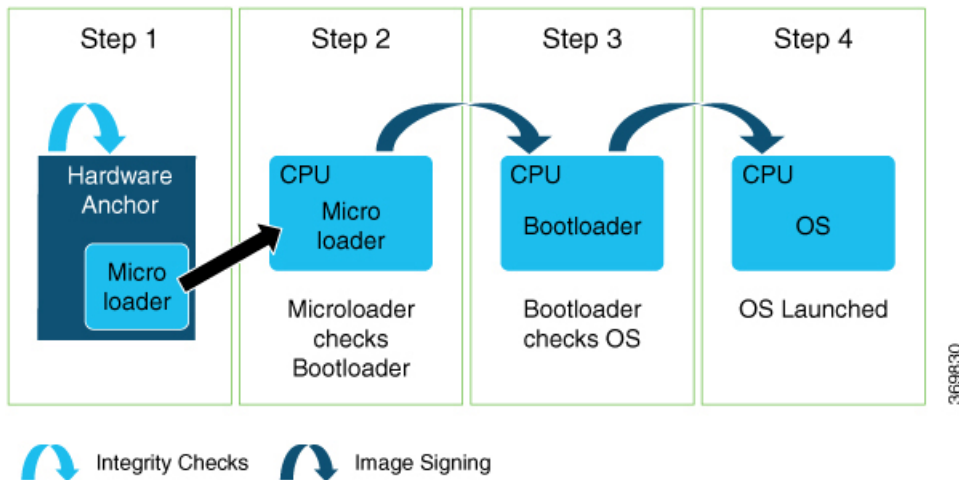 Step 1
Step 2
Step 3
Step 4
Hardware
Anchor
Micro
loader
CPU
Micro
loader
CPU
Bootloader
CPU
OS
Microloader
checks
Bootloader
Bootloader
checks OS
OS Launched
369830
Integrity Checks
Image Signing